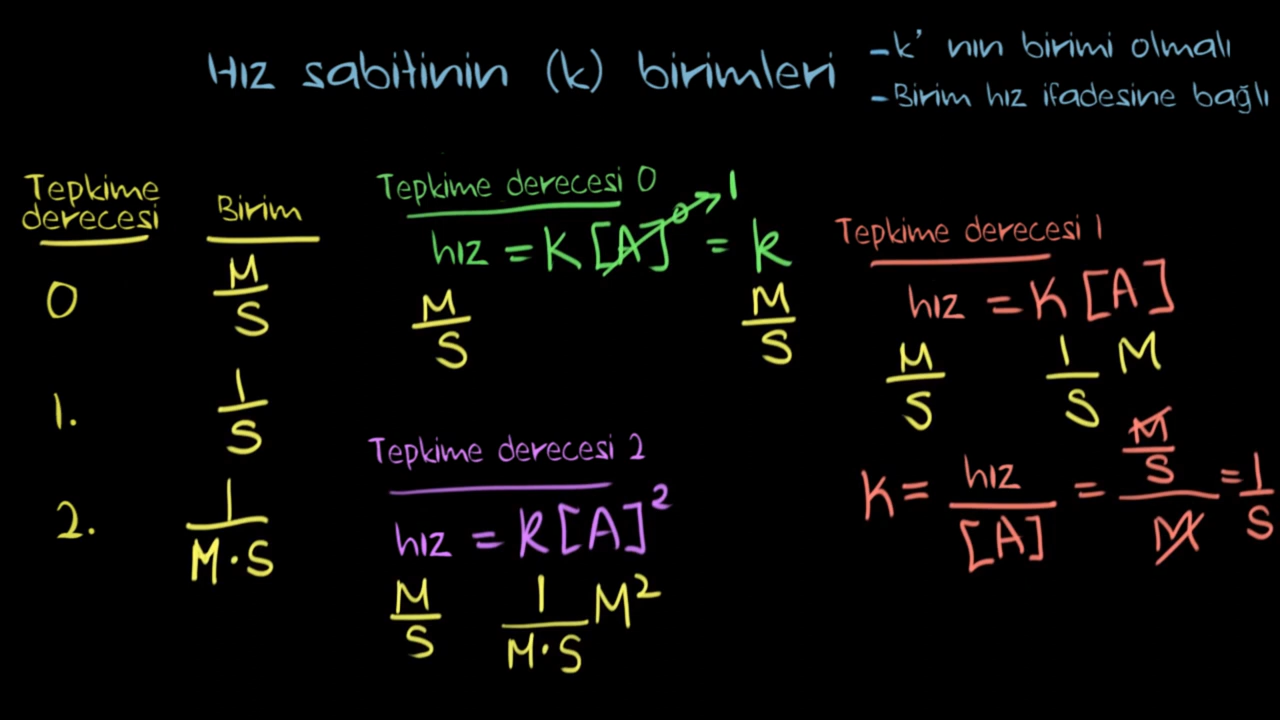 Hız sabitinin (k) birimleri
-k' nın birimi olmalı
-Birim hız ifadesine bağlı
Tepkime derecesi
Birim
0 M/S
1. 1/S
2. 1/M·S
Tepkime derecesi 0
hız = K [A]⁰ → 1 = k
M/S M/S
Tepkime derecesi 1
hız = K [A]
M/S 1/S M
K = hız/[A] = M/S / M = 1/S
Tepkime derecesi 2
hız = k[A]²
M/S 1/M·S M²